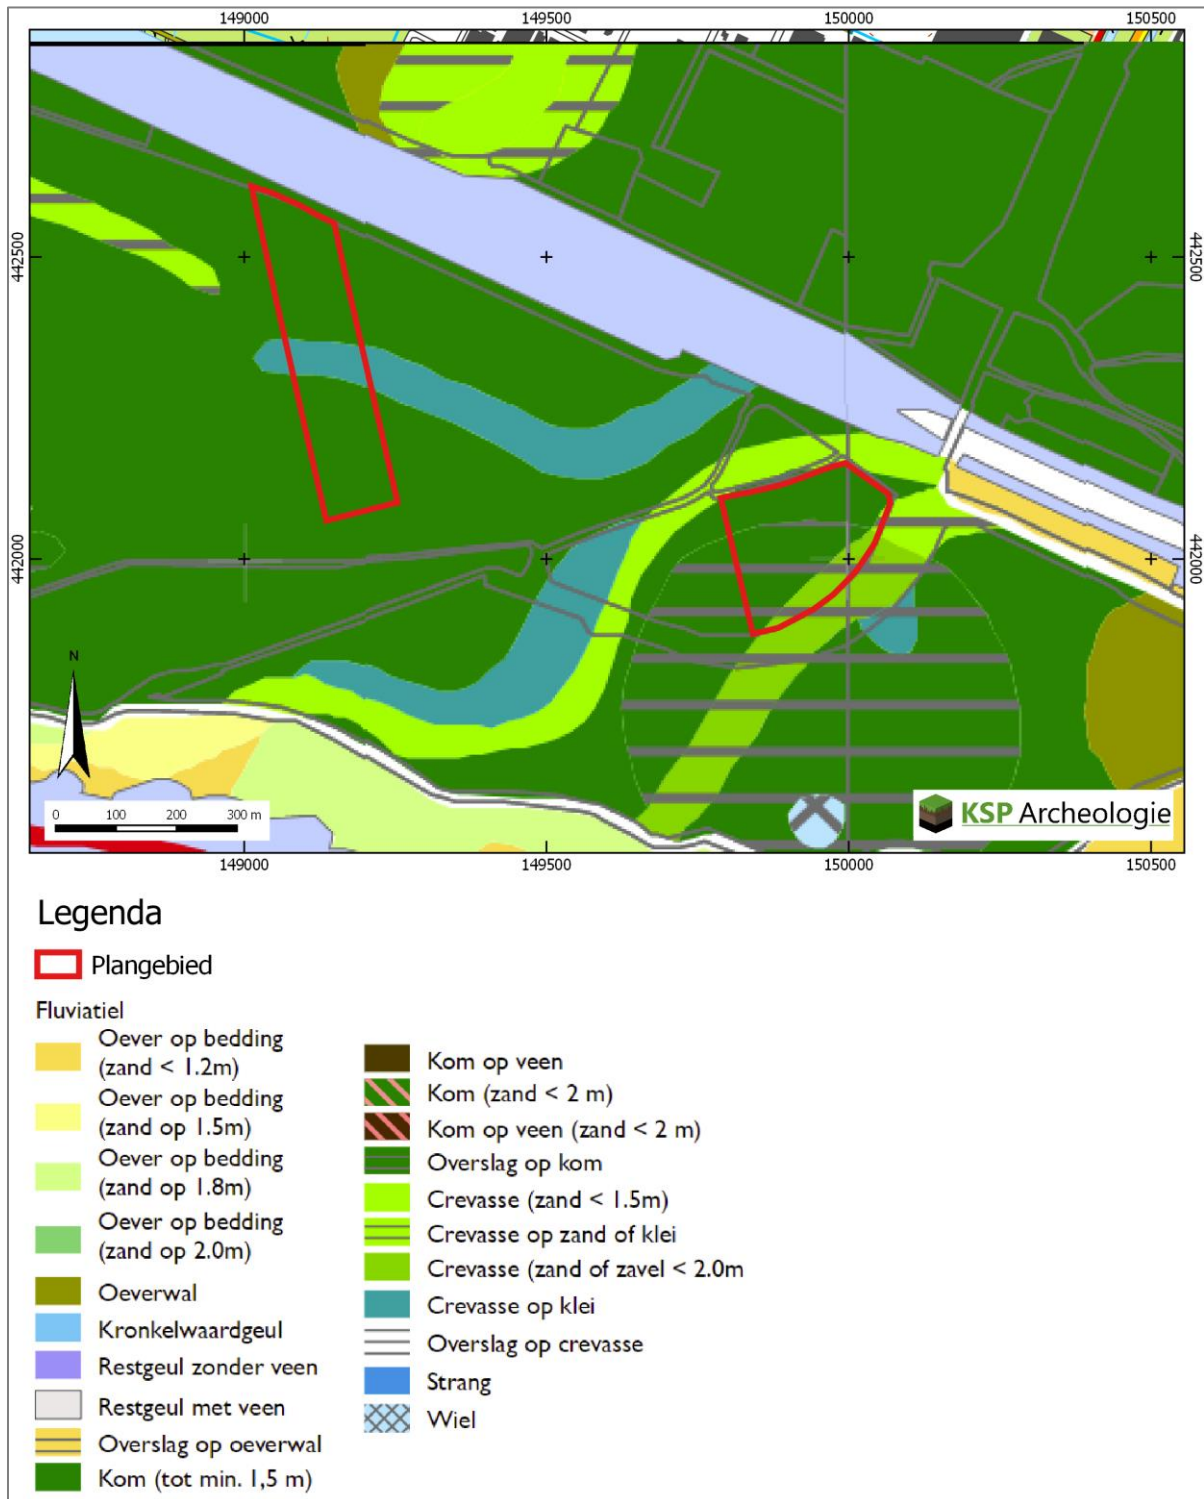 149000 149500 150000 150500
442500 442500
442000 442000
N
0 100 200 300 m
KSP Archeologie
149000 149500 150000 150500
Legenda
Plangebied
Fluviatiel
Oever op bedding
(zand < 1.2m)
Oever op bedding
(zand op 1.5m)
Oever op bedding
(zand op 1.8m)
Oever op bedding
(zand op 2.0m)
Oeverwal
Kronkelwaardgeul
Restgeul zonder veen
Restgeul met veen
Overslag op oeverwal
Kom (tot min. 1,5 m)
Kom op veen
Kom (zand < 2 m)
Kom op veen (zand < 2 m)
Overslag op kom
Crevasse (zand < 1.5m)
Crevasse op zand of klei
Crevasse (zand of zavel < 2.0m
Crevasse op klei
Overslag op crevasse
Strang
Wiel